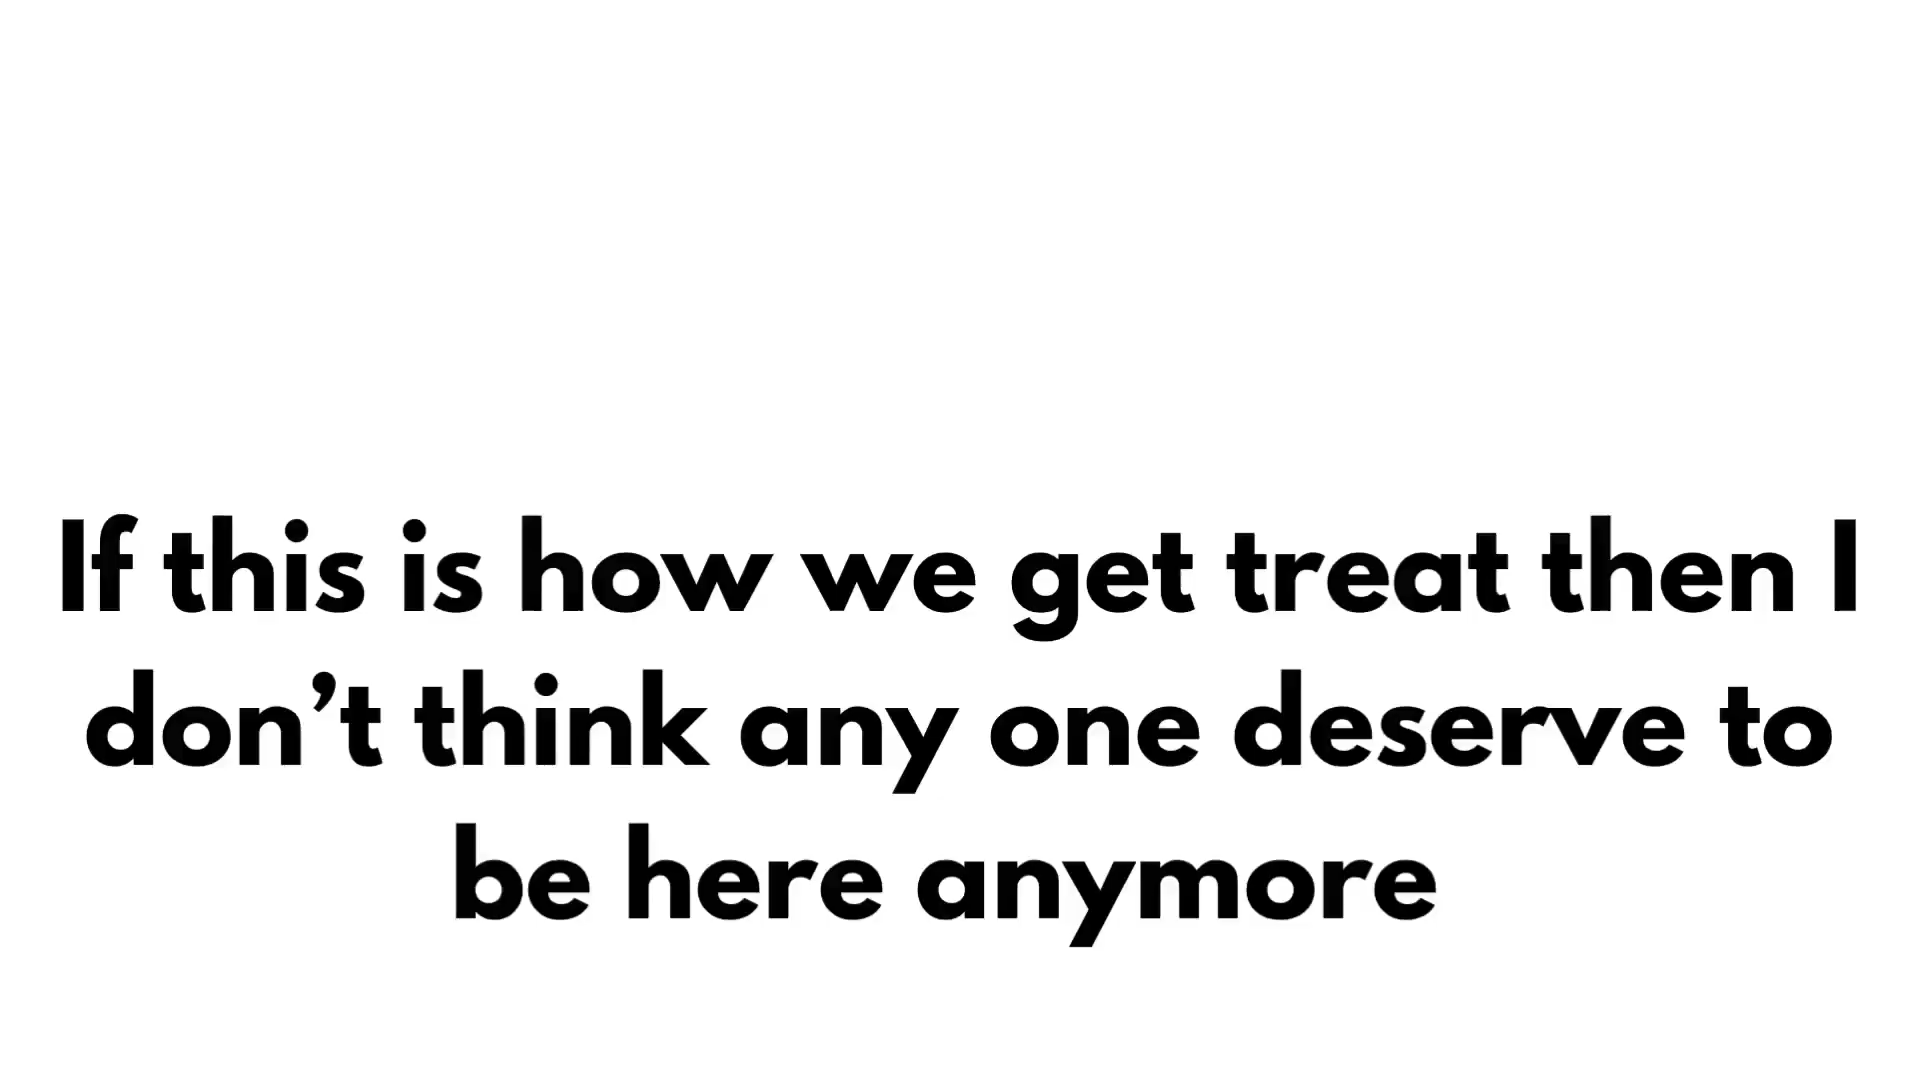 If this is how we get treat then I
don’t think any one deserve to
be here anymore